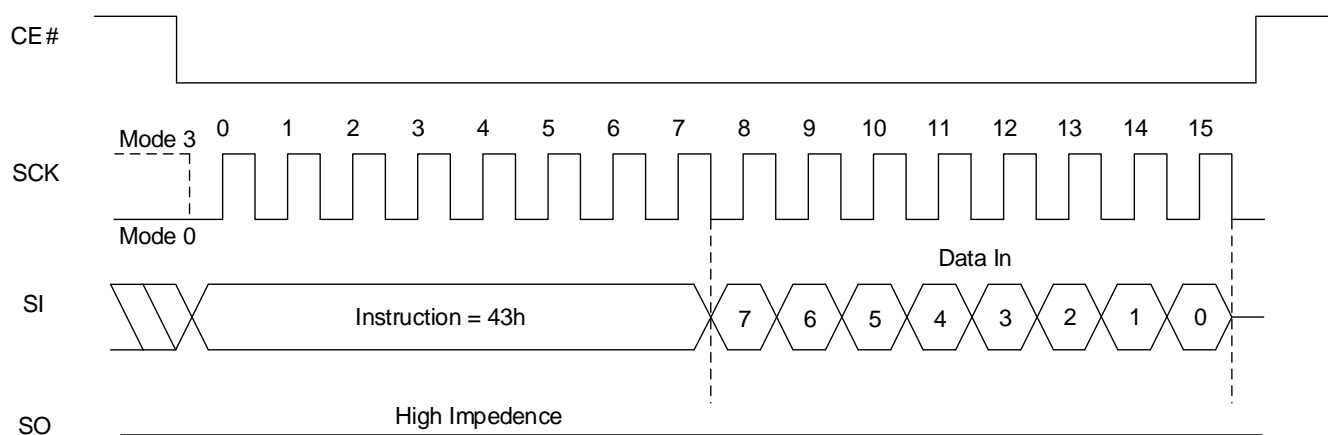 CE#
0 1 2 3 4 5 6 7 8 9 10 11 12 13 14 15
Mode 3
SCK
Mode 0
Data In
SI
Instruction = 43h
7 6 5 4 3 2 1 0
High Impedence
SO